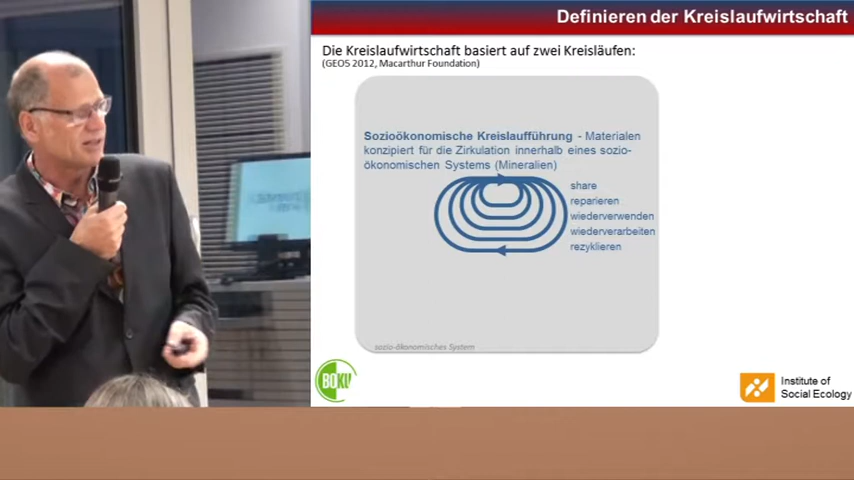 Definieren der Kreislaufwirtschaft
Die Kreislaufwirtschaft basiert auf zwei Kreisläufen:
(GEO5 2012, Macarthur Foundation)
Sozioökonomische Kreislaufführung - Materialen
konzipiert für die Zirkulation innerhalb eines sozio-
ökonomischen Systems (Mineralien)
share
reparieren
wiederverwenden
wiederverarbeiten
rezyklieren
sozio-ökonomisches System
BOKU
Institute of
Social Ecology